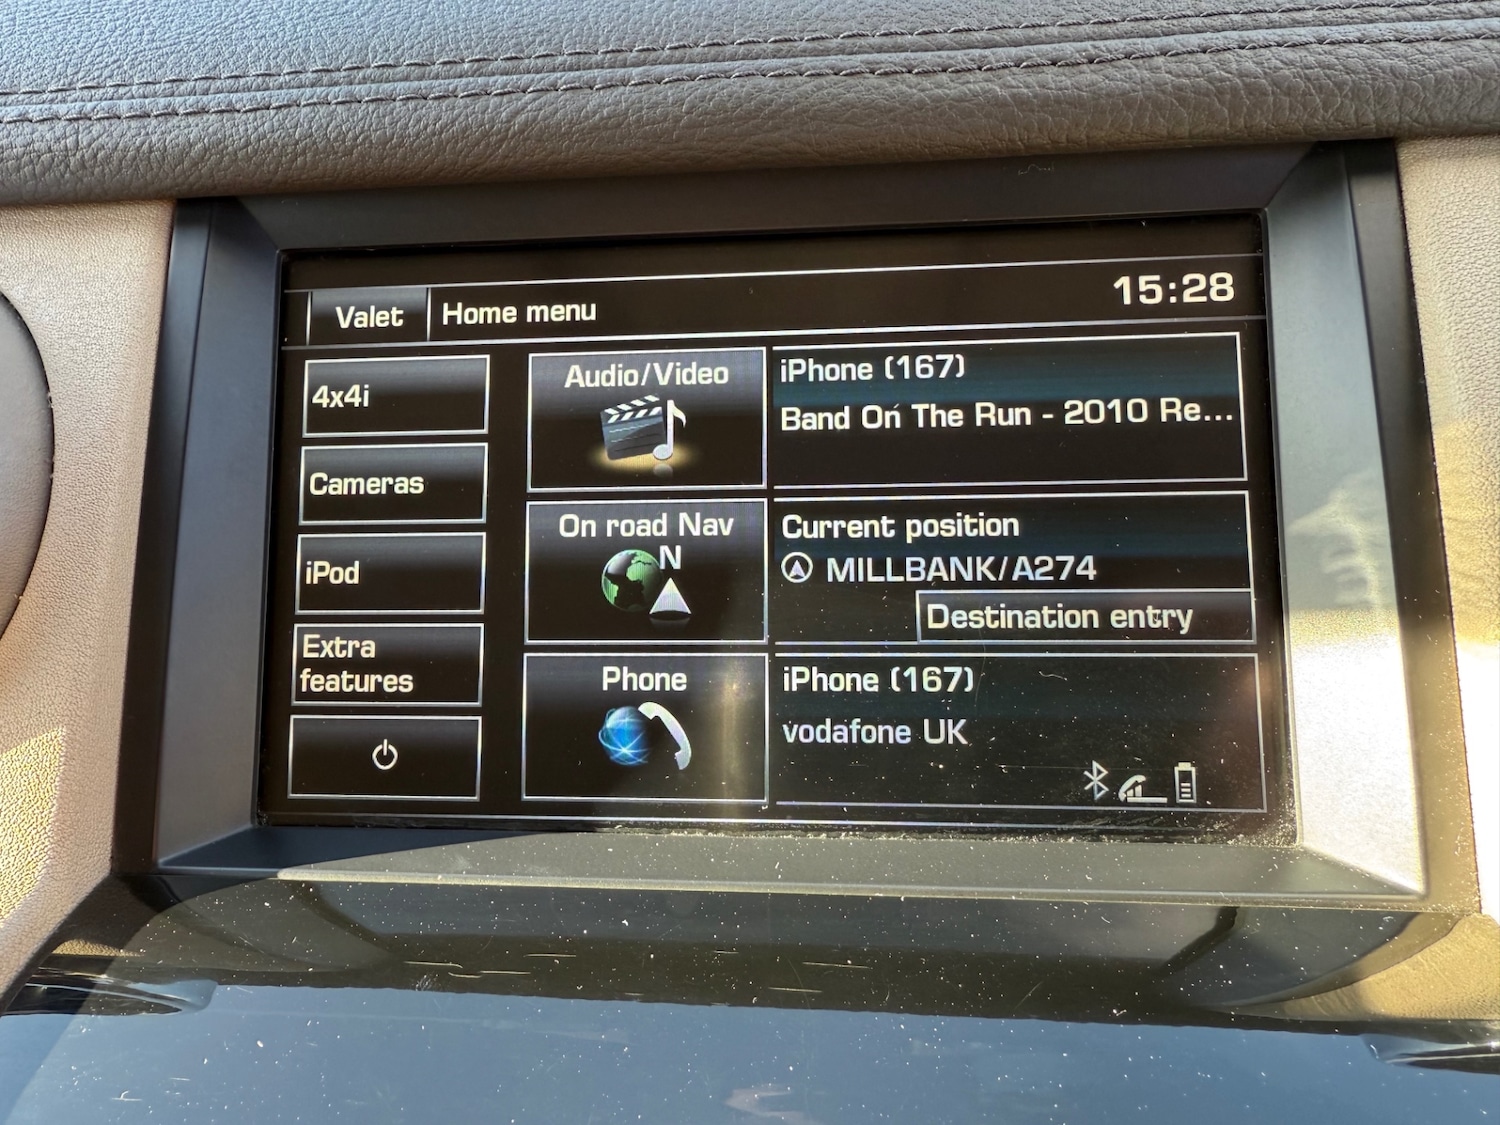 Valet
Home menu
15:28
4x4i
Cameras
iPod
Extra
features
Audio/Video
On road Nav
N
Phone
iPhone (167)
Band On The Run - 2010 Re...
Current position
MILLBANK/A274
Destination entry
iPhone (167)
vodafone UK